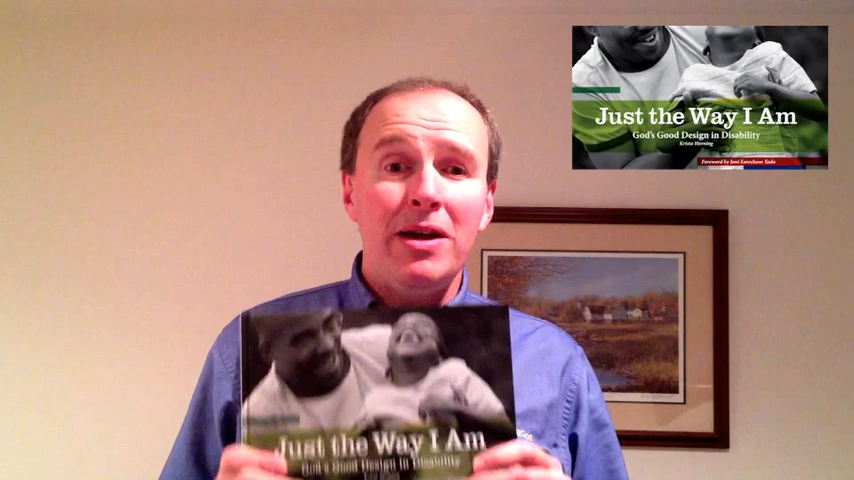 Just the Way I Am
God's Good Design in Disability
Krista Horning
Foreword by Joni Eareckson Tada
Just the Way I Am
God's Good Design in Disability